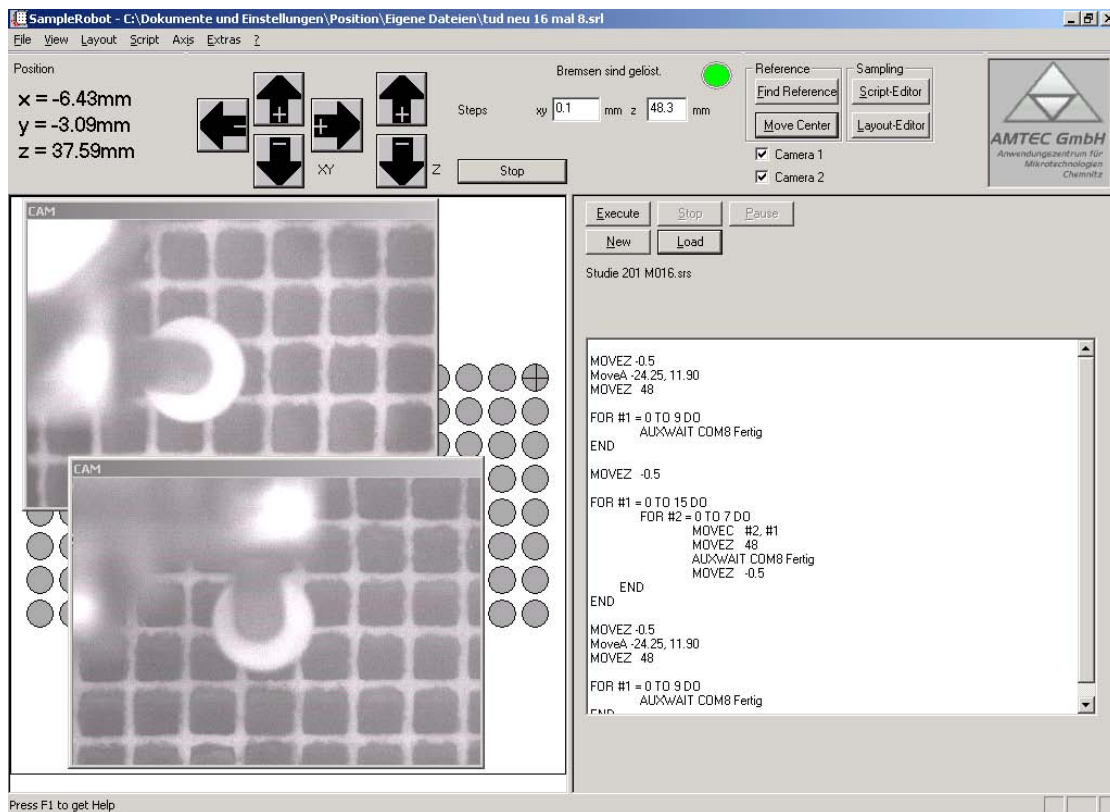 SampleRobot - C:\Dokumente und Einstellungen\Position\Eigene Dateien\tud neu 16 mal 8.srl
File View Layout Script Axis Extras ?
Position
x = -6.43mm
y = -3.09mm
z = 37.59mm
XY
Z
Bremsen sind gelöst.
Steps xy 0.1 mm z 48.3 mm
Stop
Reference
Find Reference
Move Center
Camera 1
Camera 2
Sampling
Script-Editor
Layout-Editor
AMTEC GmbH
Anwendungszentrum für
Mikrotechnologien
Chemnitz
CAM
CAM
Execute Stop Pause
New Load
Studie 201 M016.srs
MOVEZ -0.5
MoveA -24.25, 11.90
MOVEZ 48
FOR #1 = 0 TO 9 DO
AUXWAIT COM8 Fertig
END
MOVEZ -0.5
FOR #1 = 0 TO 15 DO
FOR #2 = 0 TO 7 DO
MOVEC #2, #1
MOVEZ 48
AUXWAIT COM8 Fertig
MOVEZ -0.5
END
END
MOVEZ -0.5
MoveA -24.25, 11.90
MOVEZ 48
FOR #1 = 0 TO 9 DO
AUXWAIT COM8 Fertig
END
Press F1 to get Help